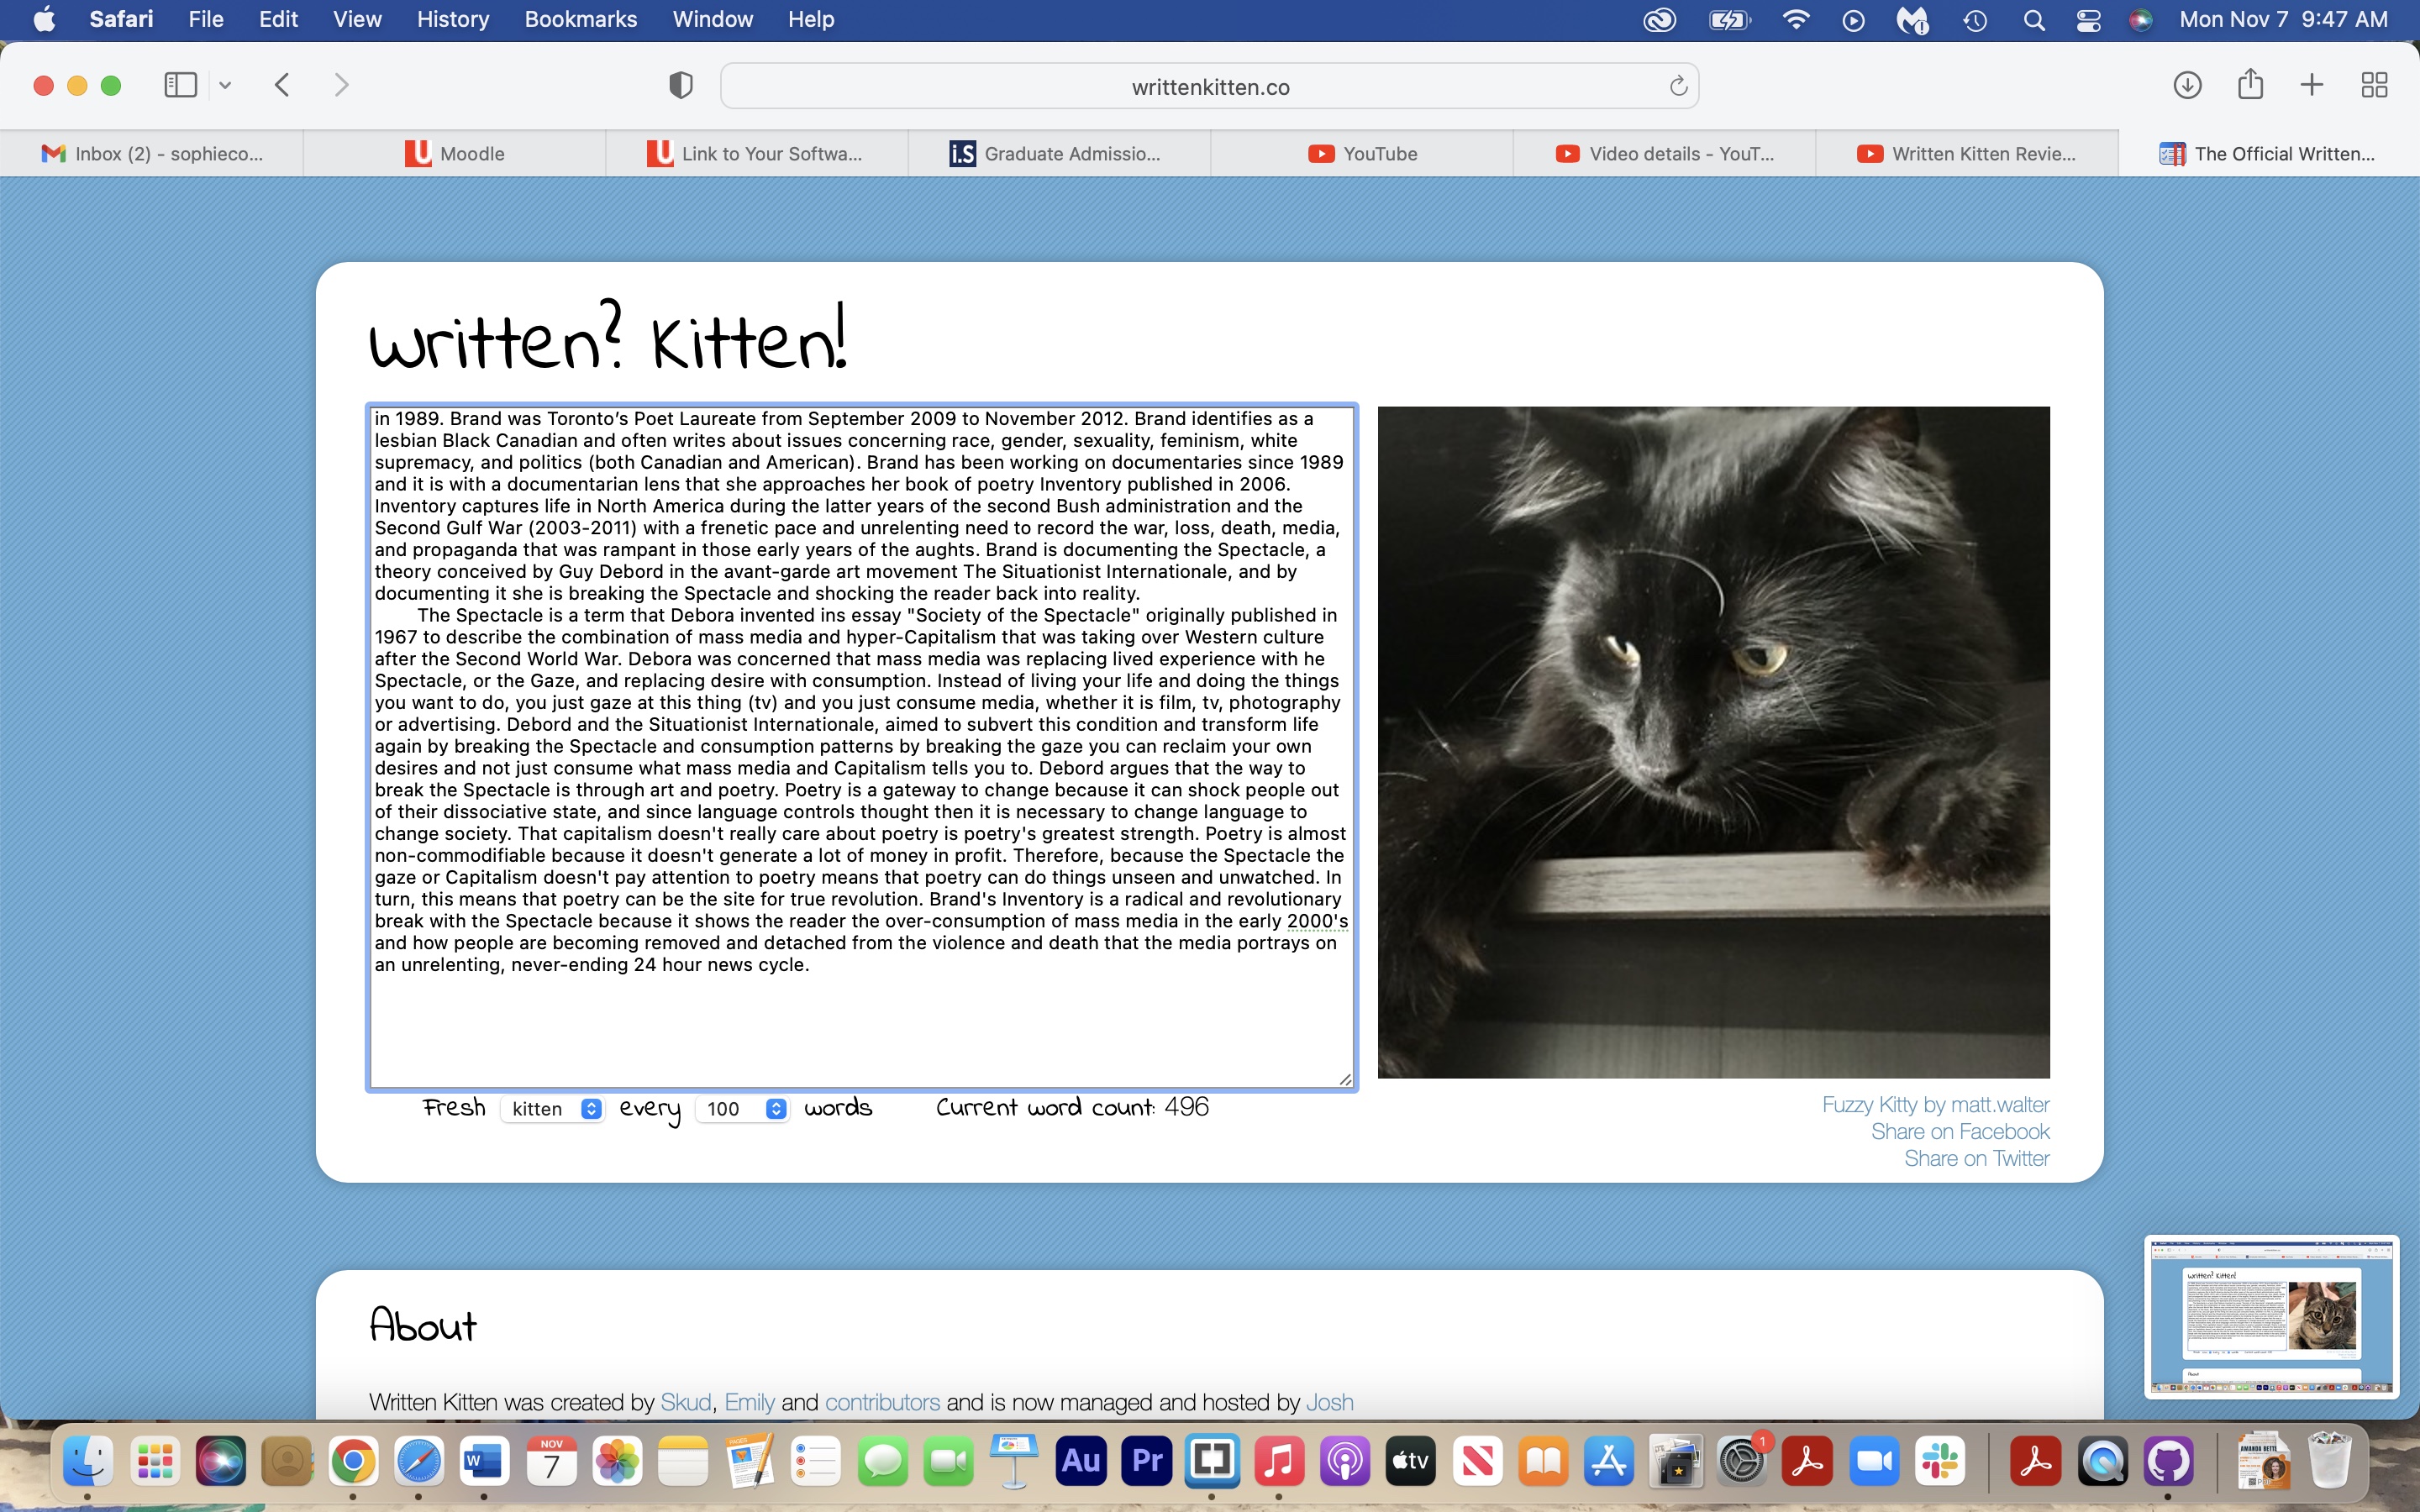 Safari File Edit View History Bookmarks Window Help Mon Nov 7 9:47 AM
writtenkitten.co
Inbox (2) - sophieco... Moodle Link to Your Softwa... i.S Graduate Admissio... YouTube Video details - YouT... Written Kitten Revie... The Official Written...
written? Kitten!
in 1989. Brand was Toronto's Poet Laureate from September 2009 to November 2012. Brand identifies as a
lesbian Black Canadian and often writes about issues concerning race, gender, sexuality, feminism, white
supremacy, and politics (both Canadian and American). Brand has been working on documentaries since 1989
and it is with a documentarian lens that she approaches her book of poetry Inventory published in 2006.
Inventory captures life in North America during the latter years of the second Bush administration and the
Second Gulf War (2003-2011) with a frenetic pace and unrelenting need to record the war, loss, death, media,
and propaganda that was rampant in those early years of the aughts. Brand is documenting the Spectacle, a
theory conceived by Guy Debord in the avant-garde art movement The Situationist Internationale, and by
documenting it she is breaking the Spectacle and shocking the reader back into reality.
The Spectacle is a term that Debora invented ins essay "Society of the Spectacle" originally published in
1967 to describe the combination of mass media and hyper-Capitalism that was taking over Western culture
after the Second World War. Debora was concerned that mass media was replacing lived experience with he
Spectacle, or the Gaze, and replacing desire with consumption. Instead of living your life and doing the things
you want to do, you just gaze at this thing (tv) and you just consume media, whether it is film, tv, photography
or advertising. Debord and the Situationist Internationale, aimed to subvert this condition and transform life
again by breaking the Spectacle and consumption patterns by breaking the gaze you can reclaim your own
desires and not just consume what mass media and Capitalism tells you to. Debord argues that the way to
break the Spectacle is through art and poetry. Poetry is a gateway to change because it can shock people out
of their dissociative state, and since language controls thought then it is necessary to change language to
change society. That capitalism doesn't really care about poetry is poetry's greatest strength. Poetry is almost
non-commodifiable because it doesn't generate a lot of money in profit. Therefore, because the Spectacle the
gaze or Capitalism doesn't pay attention to poetry means that poetry can do things unseen and unwatched. In
turn, this means that poetry can be the site for true revolution. Brand's Inventory is a radical and revolutionary
break with the Spectacle because it shows the reader the over-consumption of mass media in the early 2000's
and how people are becoming removed and detached from the violence and death that the media portrays on
an unrelenting, never-ending 24 hour news cycle.
Fresh kitten every 100 words Current word count: 496
Fuzzy Kitty by matt.walter
Share on Facebook
Share on Twitter
written? Kitten!
About
Written Kitten was created by Skud, Emily and contributors and is now managed and hosted by Josh
NOV
7
W
PAGES
Au
Pr
tv
1
AMANDA